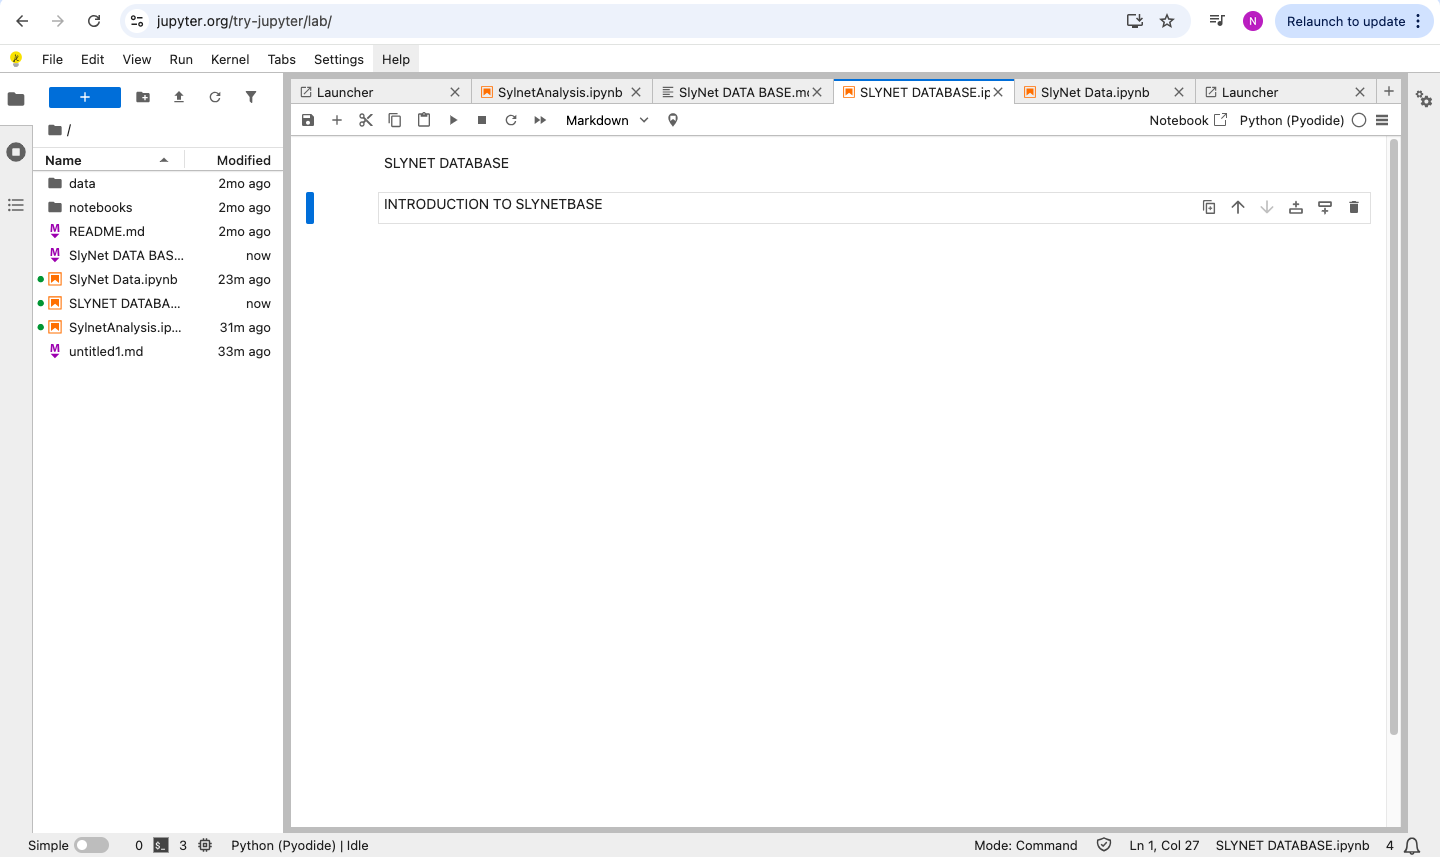 jupyter.org/try-jupyter/lab/
N
Relaunch to update
File Edit View Run Kernel Tabs Settings Help
Launcher
SylnetAnalysis.ipynb
SlyNet DATA BASE.mc
SLYNET DATABASE.ip
SlyNet Data.ipynb
Launcher
Markdown
Notebook
Python (Pyodide)
/
Name Modified
data 2mo ago
notebooks 2mo ago
README.md 2mo ago
SlyNet DATA BAS... now
SlyNet Data.ipynb 23m ago
SLYNET DATABA... now
SylnetAnalysis.ip... 31m ago
untitled1.md 33m ago
SLYNET DATABASE
INTRODUCTION TO SLYNETBASE
Simple 0 3 Python (Pyodide) | Idle
Mode: Command Ln 1, Col 27 SLYNET DATABASE.ipynb 4